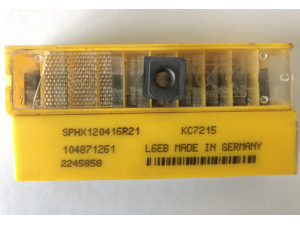 SPHX120416R21 KC7215
104871261 L6EB MADE IN GERMANY
2245858